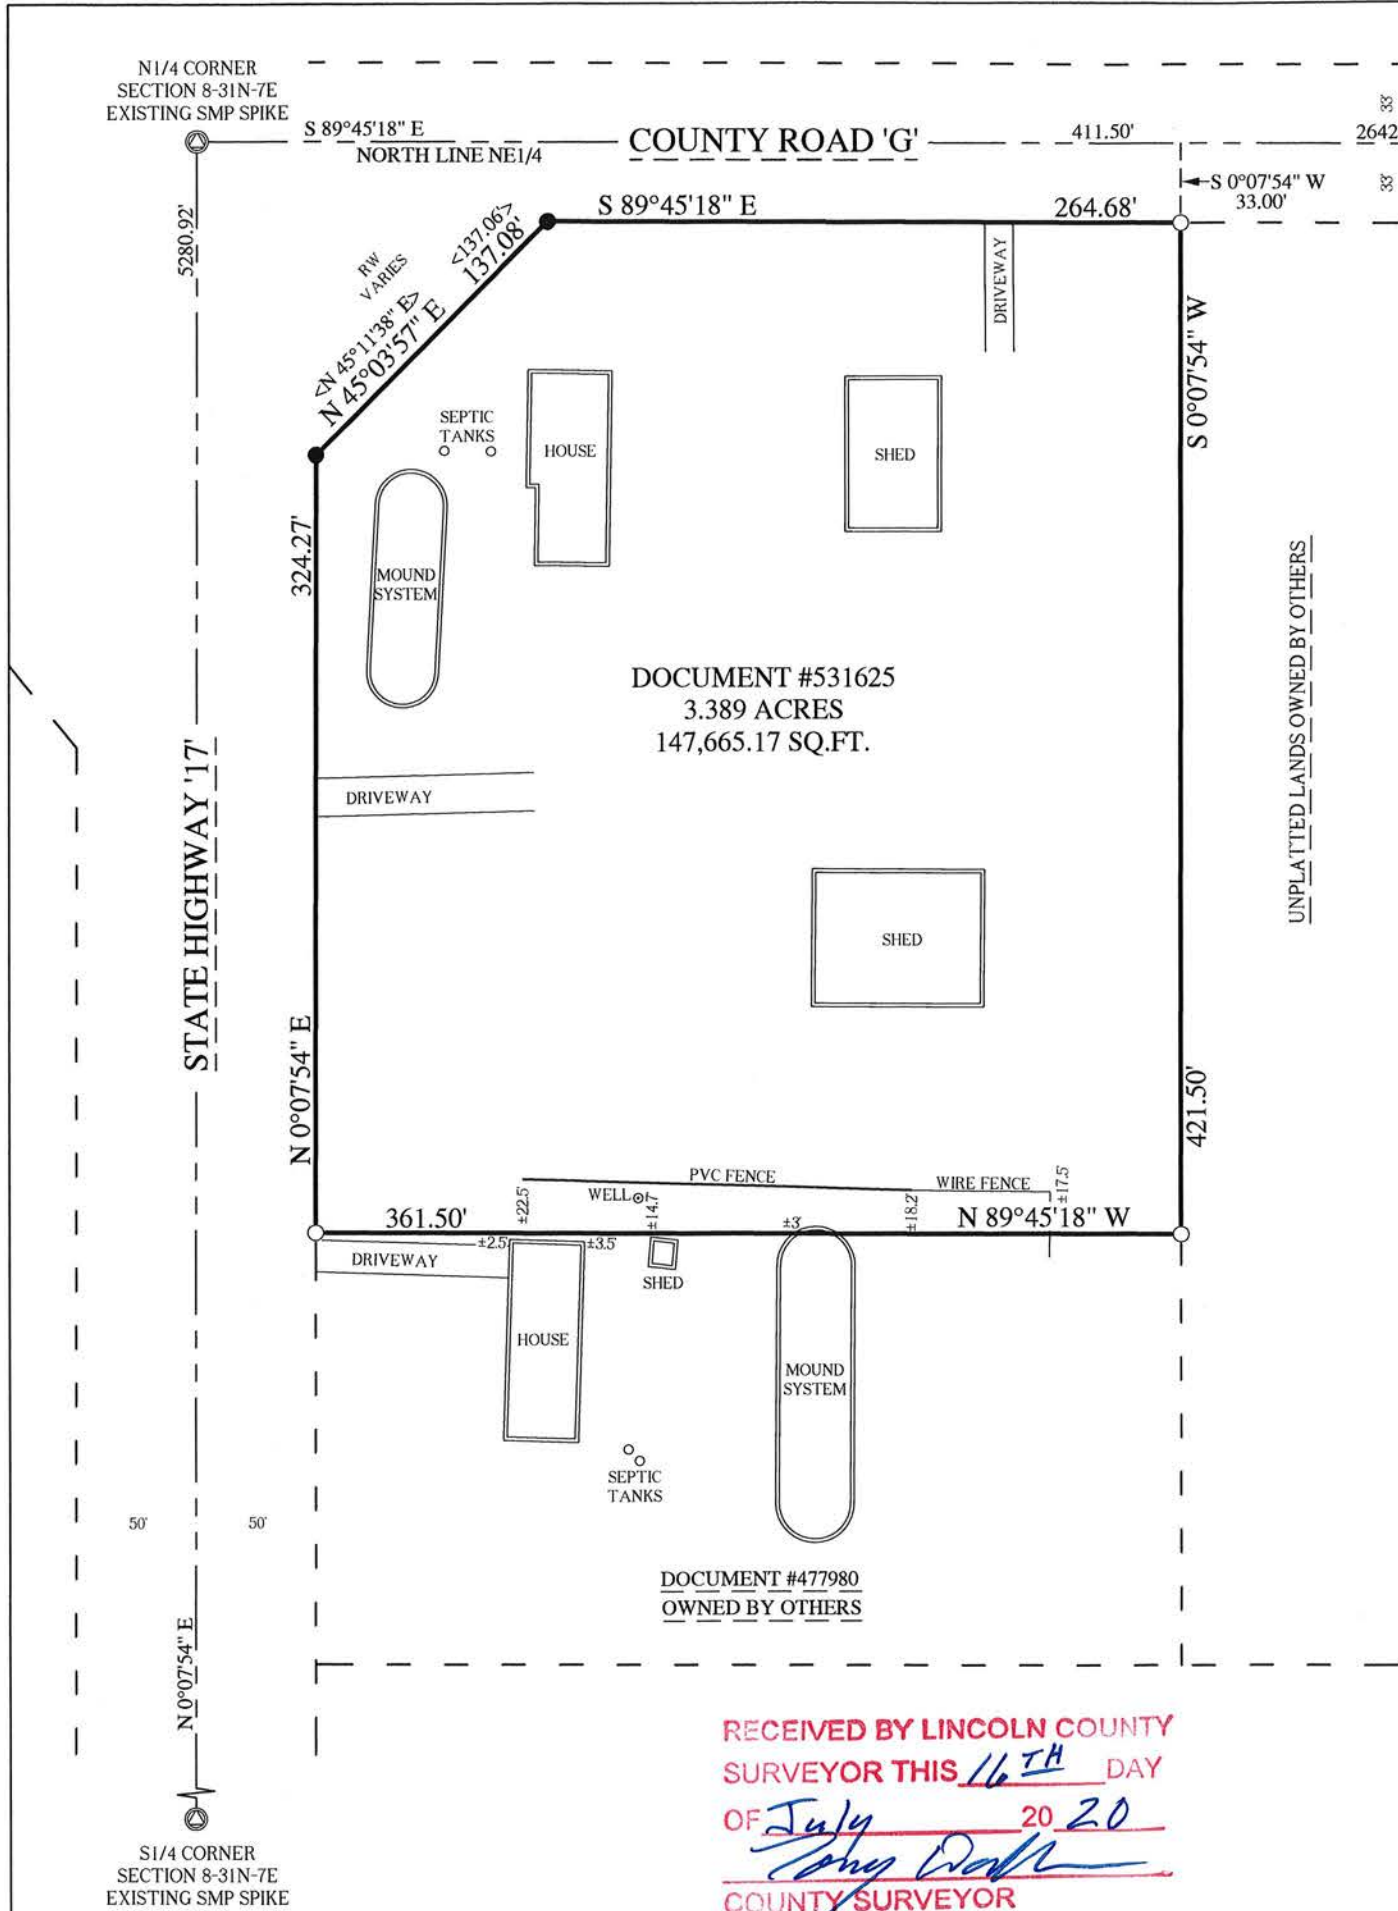 N1/4 CORNER
SECTION 8-31N-7E
EXISTING SMP SPIKE
S 89°45'18" E
NORTH LINE NE1/4
COUNTY ROAD 'G'
411.50'
2642
33'
33'
S 0°07'54" W
33.00'
5280.92'
S 89°45'18" E
264.68'
<137.06'>
137.08'
RW
VARIES
<N 45°11'38" E>
N 45°03'57" E
DRIVEWAY
S 0°07'54" W
SEPTIC
TANKS
HOUSE
SHED
324.27'
MOUND
SYSTEM
UNPLATTED LANDS OWNED BY OTHERS
DOCUMENT #531625
3.389 ACRES
147,665.17 SQ.FT.
STATE HIGHWAY '17'
DRIVEWAY
SHED
N 0°07'54" E
421.50'
PVC FENCE
WIRE FENCE
±17.5'
WELL
±22.5'
±14.7'
±18.2'
361.50'
±3'
N 89°45'18" W
±2.5'
±3.5'
DRIVEWAY
SHED
HOUSE
MOUND
SYSTEM
SEPTIC
TANKS
50'
50'
DOCUMENT #477980
OWNED BY OTHERS
N 0°07'54" E
RECEIVED BY LINCOLN COUNTY
SURVEYOR THIS 16TH DAY
OF July 20 20
Tony
COUNTY SURVEYOR
S1/4 CORNER
SECTION 8-31N-7E
EXISTING SMP SPIKE